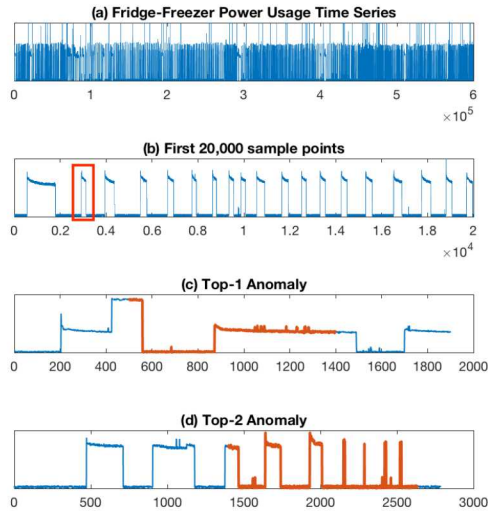 (a) Fridge-Freezer Power Usage Time Series
0 1 2 3 4 5 6
×10^5
(b) First 20,000 sample points
0 0.2 0.4 0.6 0.8 1 1.2 1.4 1.6 1.8 2
×10^4
(c) Top-1 Anomaly
0 200 400 600 800 1000 1200 1400 1600 1800 2000
(d) Top-2 Anomaly
0 500 1000 1500 2000 2500 3000